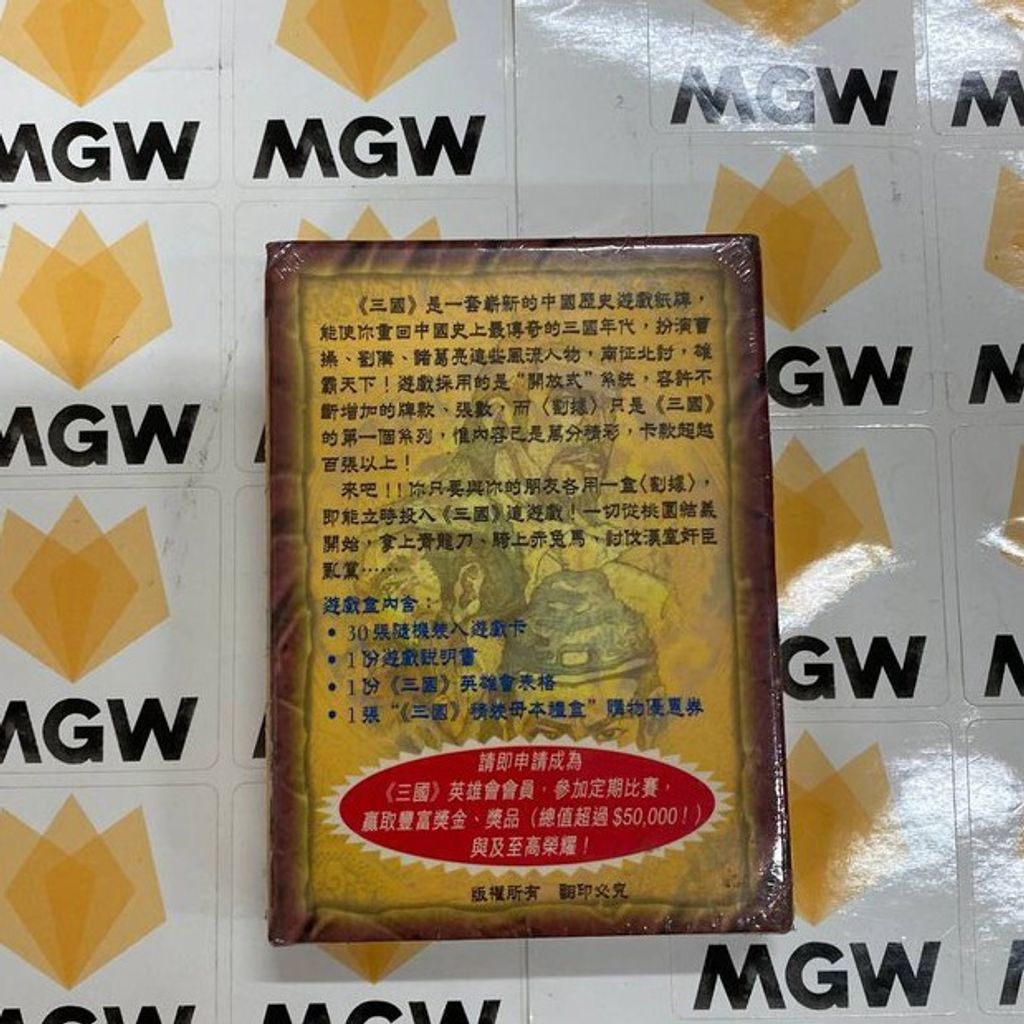 MGW
MGW
MGW
《三國》是一套嶄新的中國歷史遊戲紙牌，
能使你重回中國史上最傳奇的三國年代，扮演曹
操、劉備、諸葛亮這些風流人物，南征北討，雄
霸天下！遊戲採用的是“開放式”系統，容許不
斷增加的牌款、張數，而〈割據〉只是《三國》
的第一個系列，惟內容已是萬分精彩，卡款超越
百張以上！
來吧！！你只要與你的朋友各用一盒〈割據〉，
即能立時投入《三國》這遊戲！一切從桃園結義
開始，拿上青龍刀、騎上赤兔馬、討伐漢室奸臣
亂黨……
遊戲盒內含：
• 30張隨機裝入遊戲卡
• 1份遊戲說明書
• 1份《三國》英雄會表格
• 1張“《三國》精裝冊本禮盒”購物優惠券
請即申請成為
《三國》英雄會會員，參加定期比賽，
贏取豐富獎金、獎品（總值超過$50,000！）
與及至高榮耀！
版權所有　翻印必究
MGW
MGW
MGW
MGW
MGW